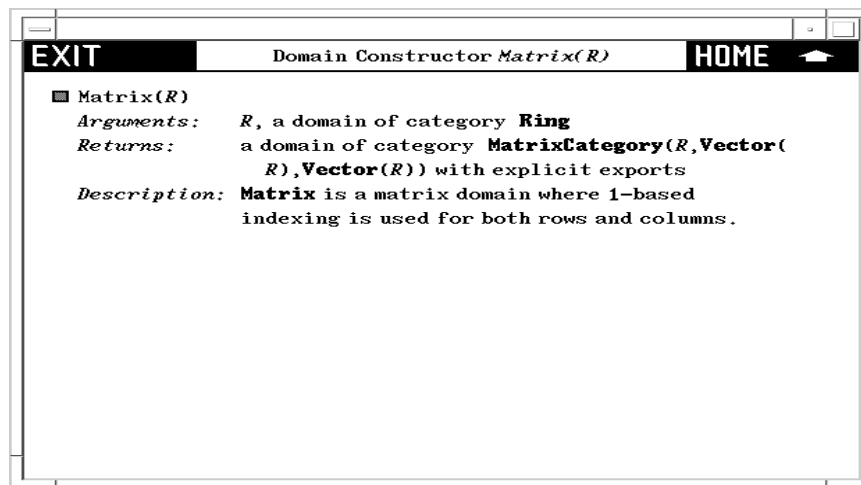 EXIT Domain Constructor Matrix(R) HOME
Matrix(R)
Arguments: R, a domain of category Ring
Returns: a domain of category MatrixCategory(R,Vector(
R),Vector(R)) with explicit exports
Description: Matrix is a matrix domain where 1-based
indexing is used for both rows and columns.